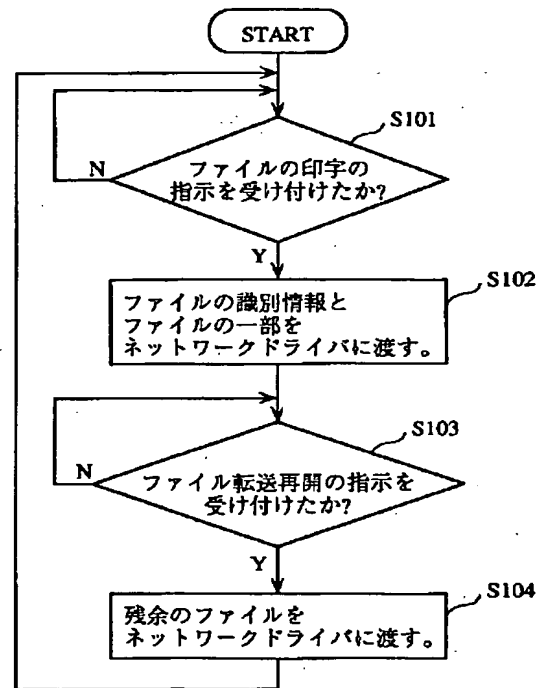 START
S101
ファイルの印字の
指示を受け付けたか?
N
Y
S102
ファイルの識別情報と
ファイルの一部を
ネットワークドライバに渡す。
S103
ファイル転送再開の指示を
受け付けたか?
N
Y
S104
残余のファイルを
ネットワークドライバに渡す。